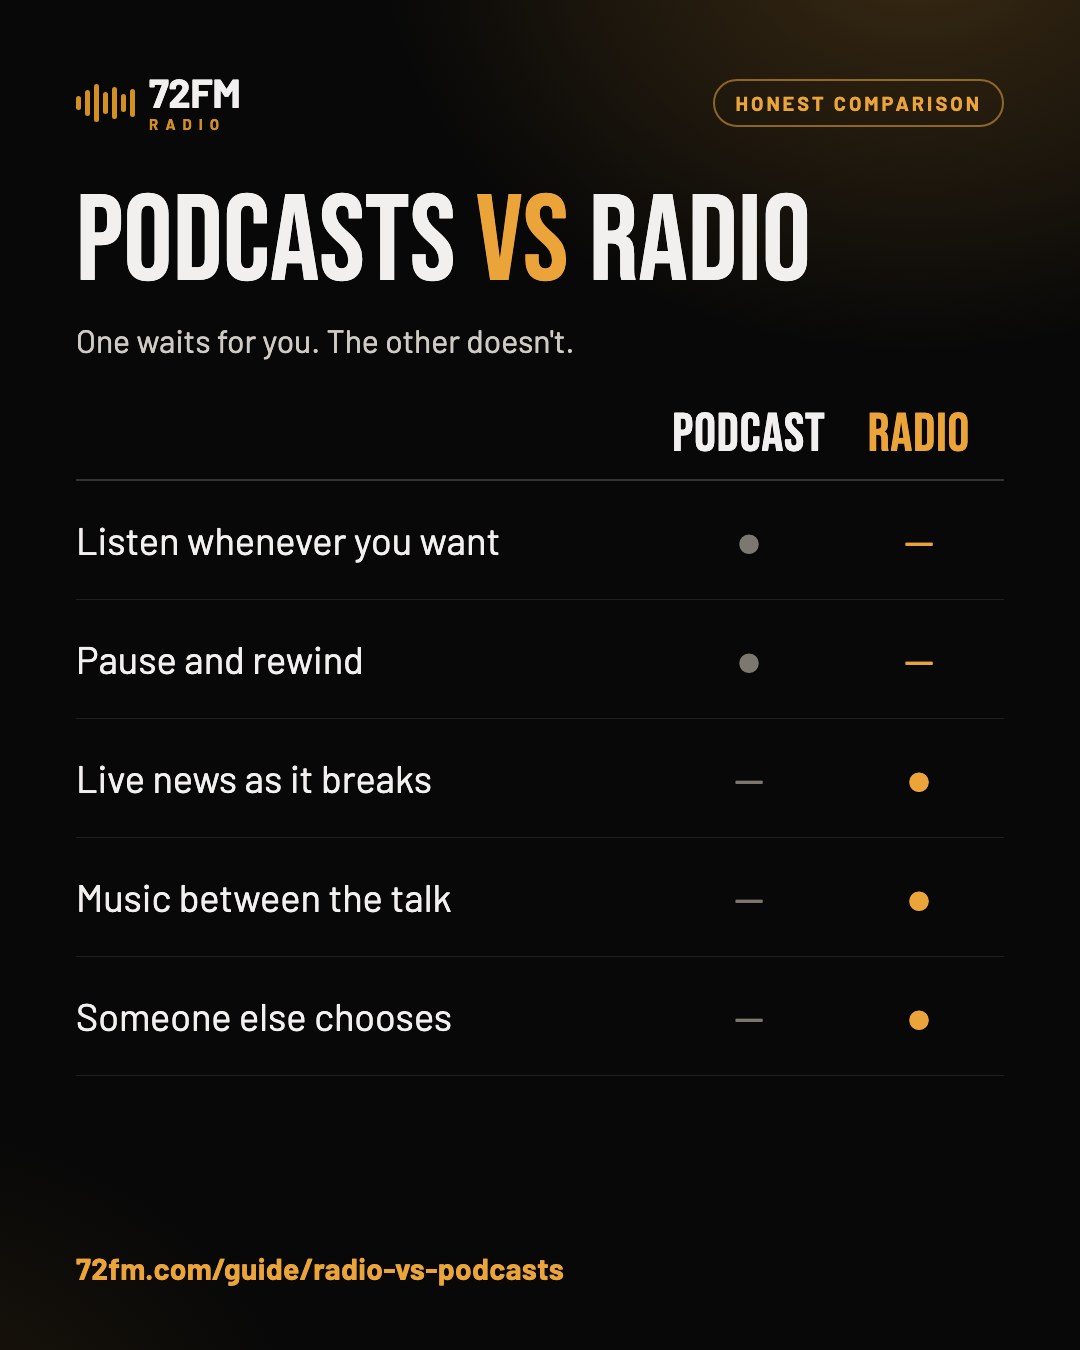 72FM
RADIO
HONEST COMPARISON
PODCASTS VS RADIO
One waits for you. The other doesn't.
PODCAST RADIO
Listen whenever you want ● —
Pause and rewind ● —
Live news as it breaks — ●
Music between the talk — ●
Someone else chooses — ●
72fm.com/guide/radio-vs-podcasts